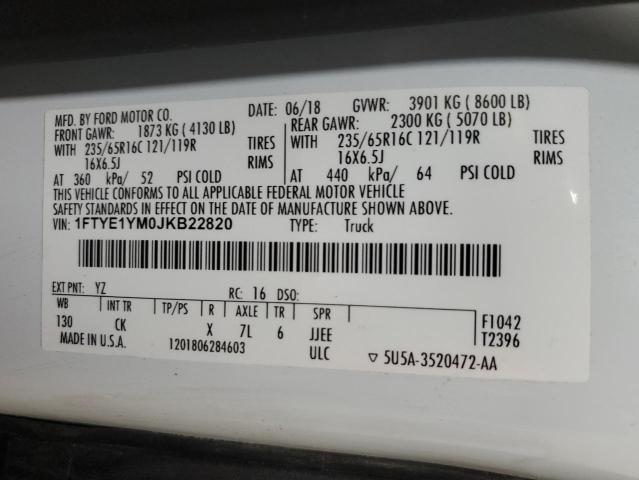 MFD. BY FORD MOTOR CO. DATE: 06/18 GVWR: 3901 KG ( 8600 LB)
FRONT GAWR: 1873 KG ( 4130 LB) REAR GAWR: 2300 KG ( 5070 LB)
WITH 235/65R16C 121/119R TIRES WITH 235/65R16C 121/119R TIRES
16X6.5J RIMS 16X6.5J RIMS
AT 360 kPa/ 52 PSI COLD AT 440 kPa/ 64 PSI COLD
THIS VEHICLE CONFORMS TO ALL APPLICABLE FEDERAL MOTOR VEHICLE
SAFETY STANDARDS IN EFFECT ON THE DATE OF MANUFACTURE SHOWN ABOVE.
VIN: 1FTYE1YM0JKB22820 TYPE: Truck
EXT PNT: YZ RC: 16 DSO:
WB INT TR TP/PS R AXLE TR SPR F1042
130 CK X 7L 6 JJEE T2396
MADE IN U.S.A. 1201806284603 ULC ▽ 5U5A-3520472-AA